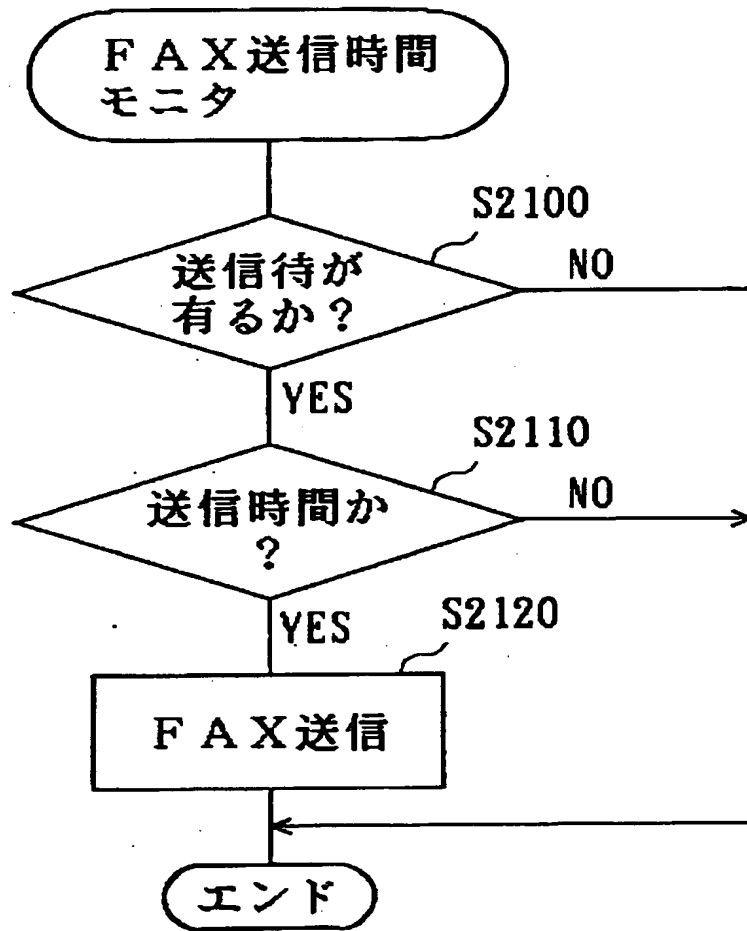 ＦＡＸ送信時間
モニタ
S2100
送信待が
有るか？
NO
YES
S2110
送信時間か
？
NO
YES
S2120
ＦＡＸ送信
エンド